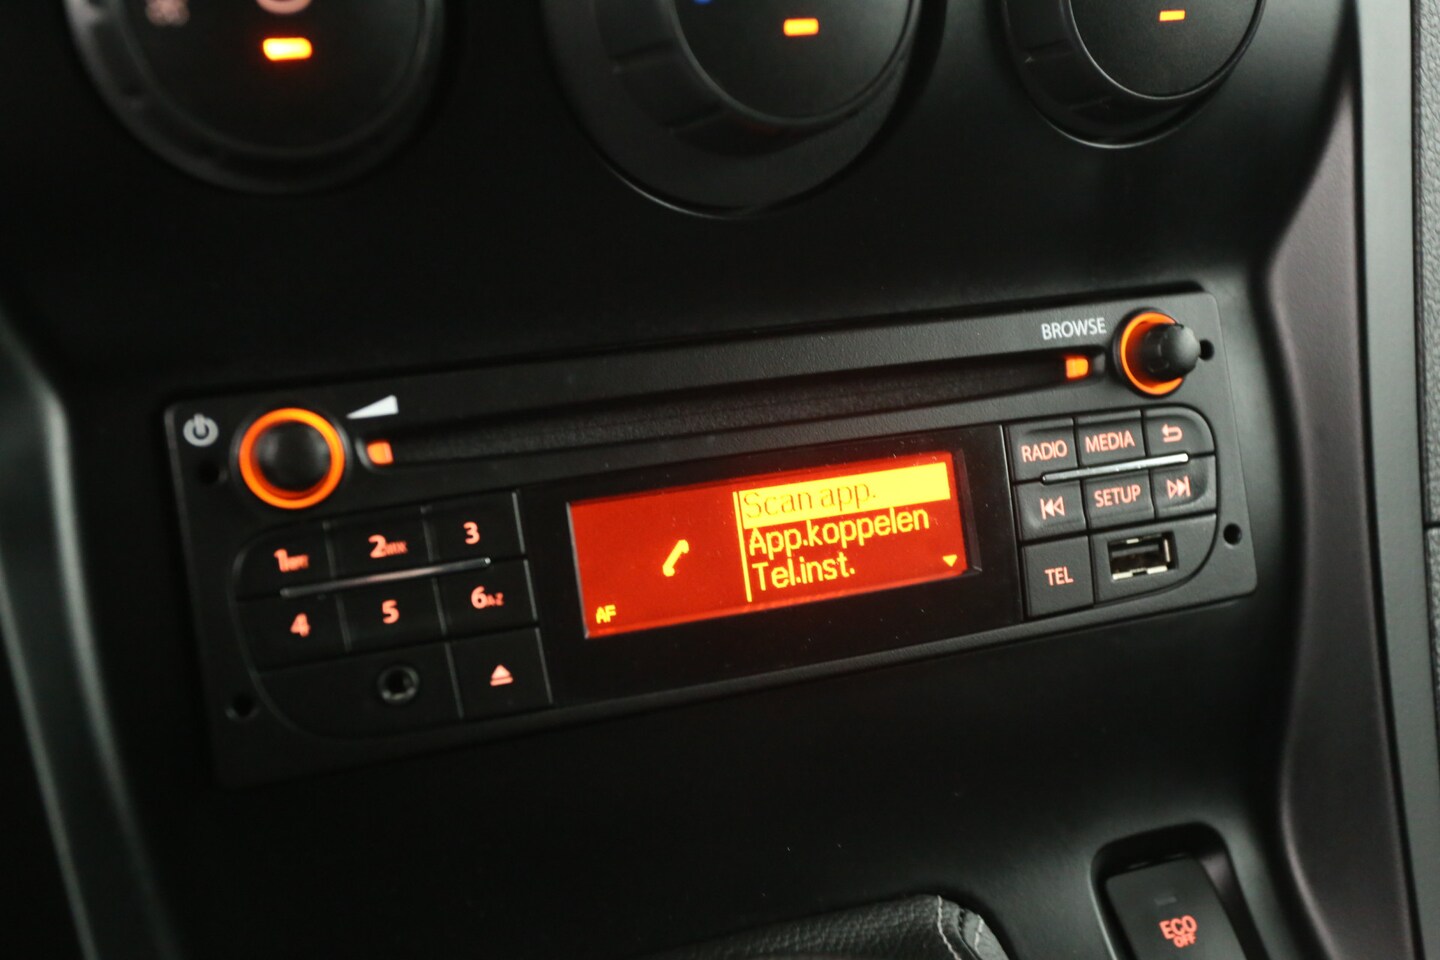 BROWSE
RADIO MEDIA
SETUP
TEL
Scan app.
App.koppelen
Tel.inst.
AF
1 2 3
4 5 6
ECO
OFF